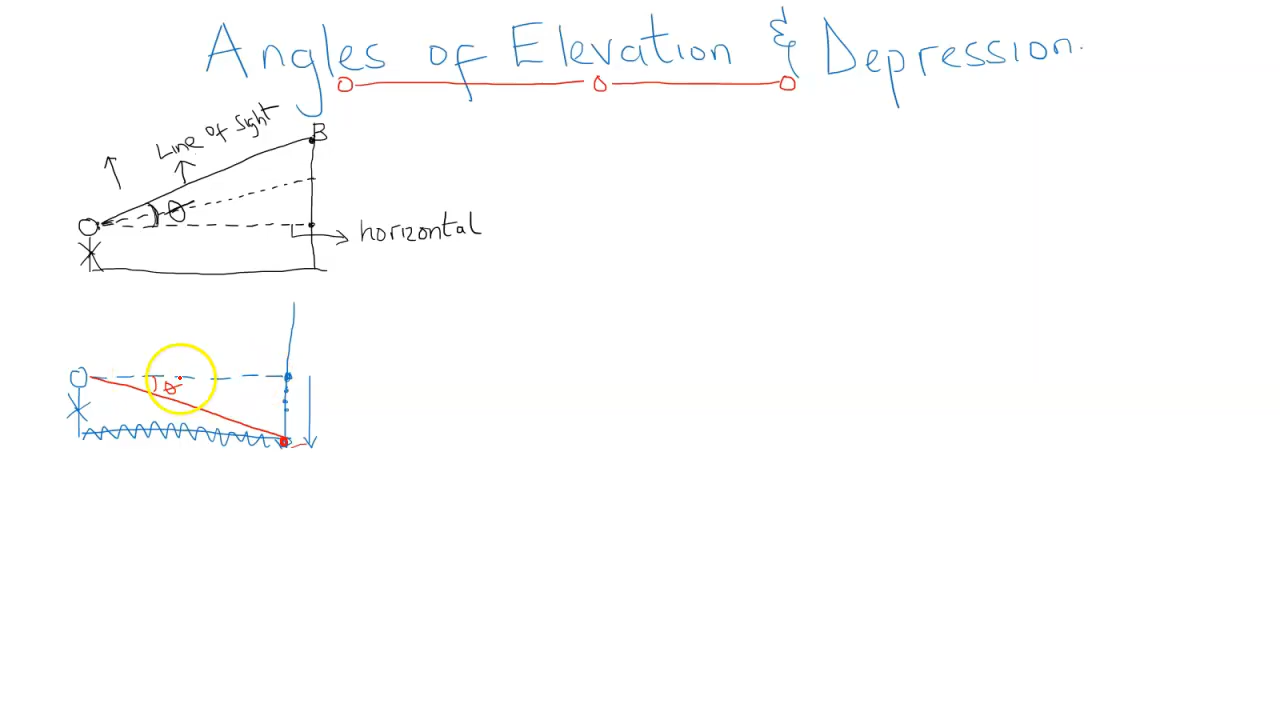 Angles of Elevation & Depression.
B
Line of Sight
θ
horizontal
θ